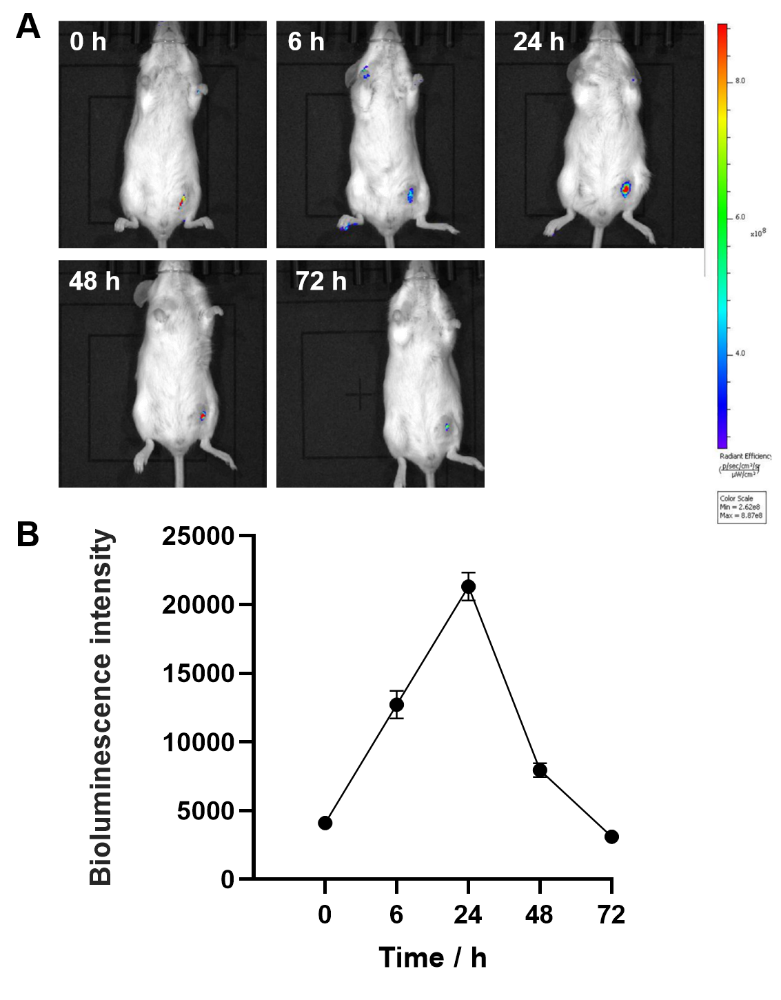 A
0 h
6 h
24 h
48 h
72 h
8.0
6.0
x10⁸
4.0
Radiant Efficienc
p/sec/cm²/sr
µW/cm²
Color Scale
Min = 2.62e8
Max = 8.87e8
B
Bioluminescence intensity
25000
20000
15000
10000
5000
0
0 6 24 48 72
Time / h